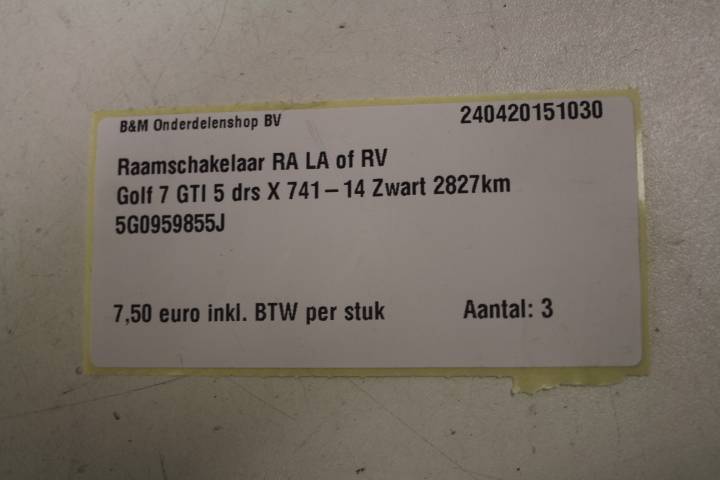 B&M Onderdelenshop BV 240420151030
Raamschakelaar RA LA of RV
Golf 7 GTI 5 drs X 741-14 Zwart 2827km
5G0959855J
7,50 euro inkl. BTW per stuk Aantal: 3